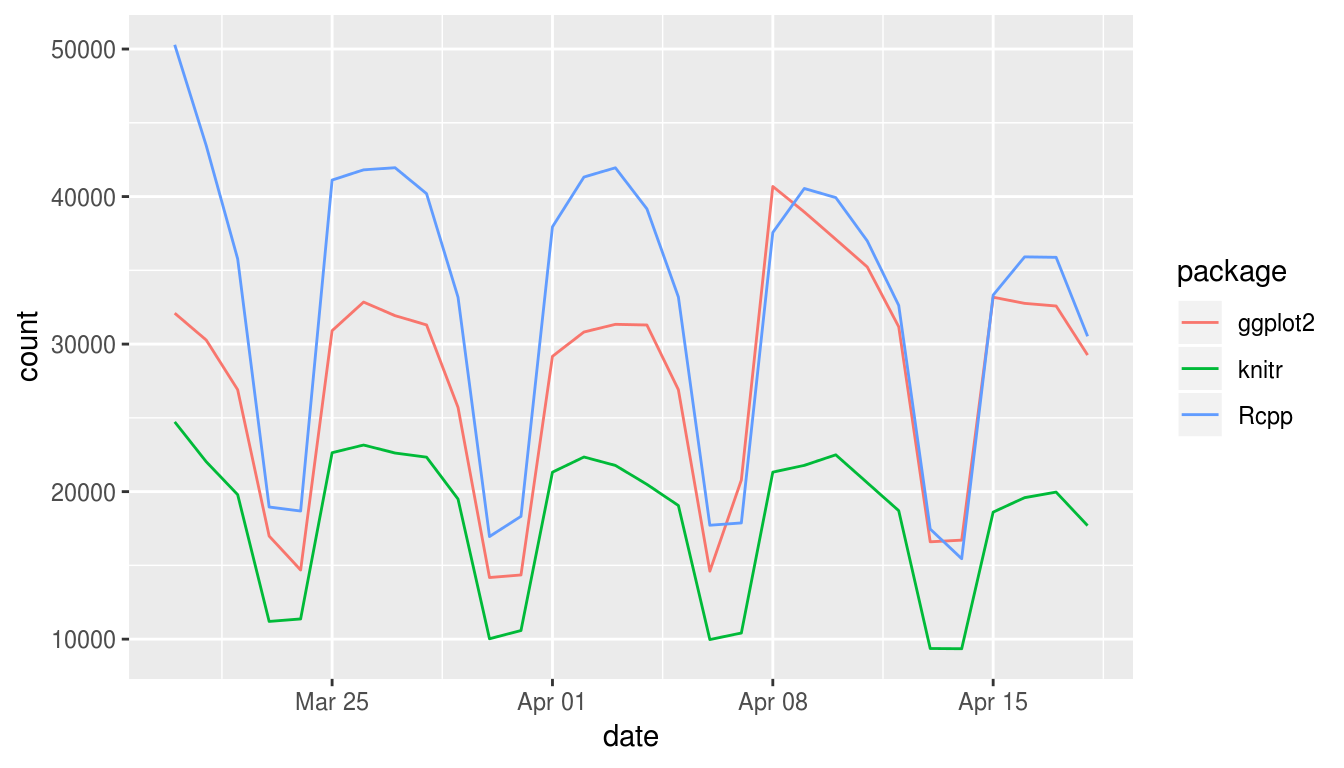 50000
40000
30000
20000
10000
count
Mar 25
Apr 01
Apr 08
Apr 15
date
package
ggplot2
knitr
Rcpp